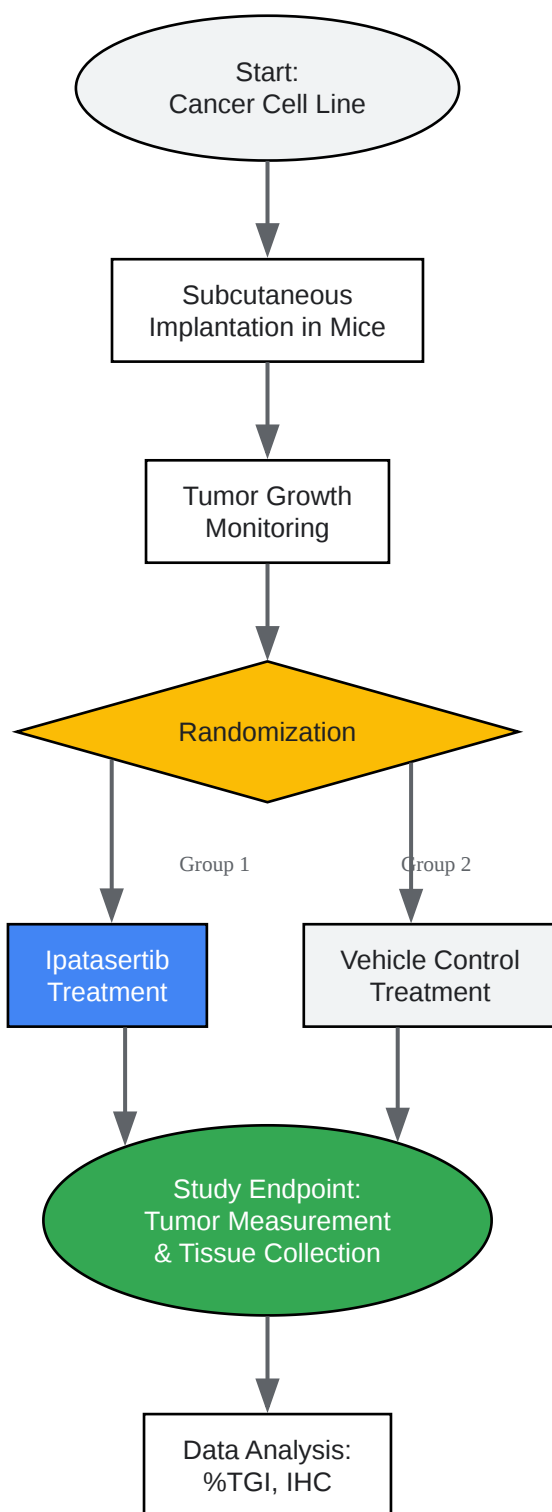 Start:
Cancer Cell Line
Subcutaneous
Implantation in Mice
Tumor Growth
Monitoring
Randomization
Group 1
Group 2
Ipatasertib
Treatment
Vehicle Control
Treatment
Study Endpoint:
Tumor Measurement
& Tissue Collection
Data Analysis:
%TGI, IHC